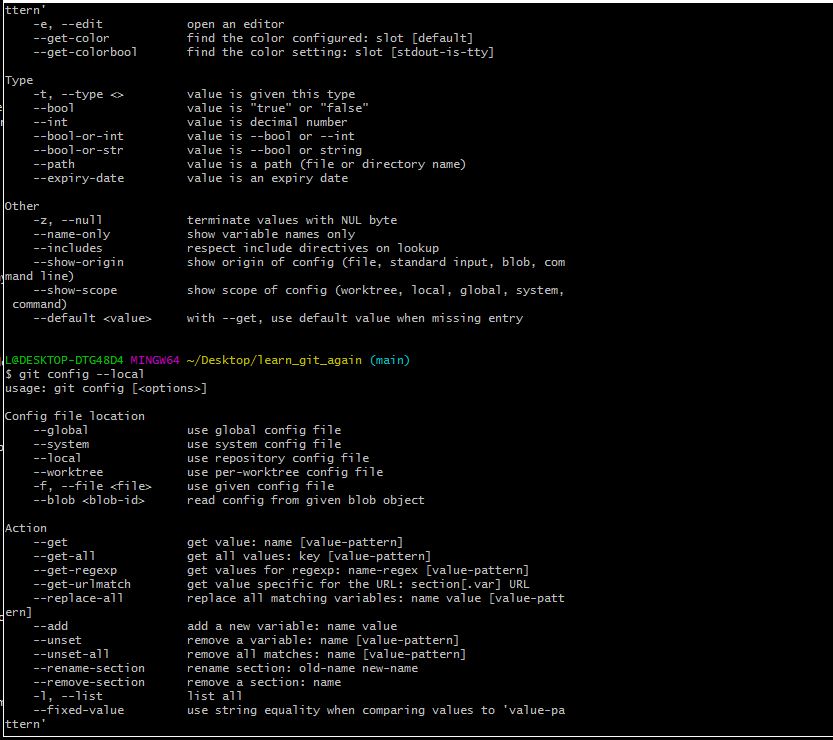 ttern'
-e, --edit open an editor
--get-color find the color configured: slot [default]
--get-colorbool find the color setting: slot [stdout-is-tty]
Type
-t, --type <> value is given this type
--bool value is "true" or "false"
--int value is decimal number
--bool-or-int value is --bool or --int
--bool-or-str value is --bool or string
--path value is a path (file or directory name)
--expiry-date value is an expiry date
Other
-z, --null terminate values with NUL byte
--name-only show variable names only
--includes respect include directives on lookup
--show-origin show origin of config (file, standard input, blob, com
mand line)
--show-scope show scope of config (worktree, local, global, system,
command)
--default <value> with --get, use default value when missing entry
L@DESKTOP-DTG48D4 MINGW64 ~/Desktop/learn_git_again (main)
$ git config --local
usage: git config [<options>]
Config file location
--global use global config file
--system use system config file
--local use repository config file
--worktree use per-worktree config file
-f, --file <file> use given config file
--blob <blob-id> read config from given blob object
Action
--get get value: name [value-pattern]
--get-all get all values: key [value-pattern]
--get-regexp get values for regexp: name-regex [value-pattern]
--get-urlmatch get value specific for the URL: section[.var] URL
--replace-all replace all matching variables: name value [value-patt
ern]
--add add a new variable: name value
--unset remove a variable: name [value-pattern]
--unset-all remove all matches: name [value-pattern]
--rename-section rename section: old-name new-name
--remove-section remove a section: name
-l, --list list all
--fixed-value use string equality when comparing values to 'value-pa
ttern'